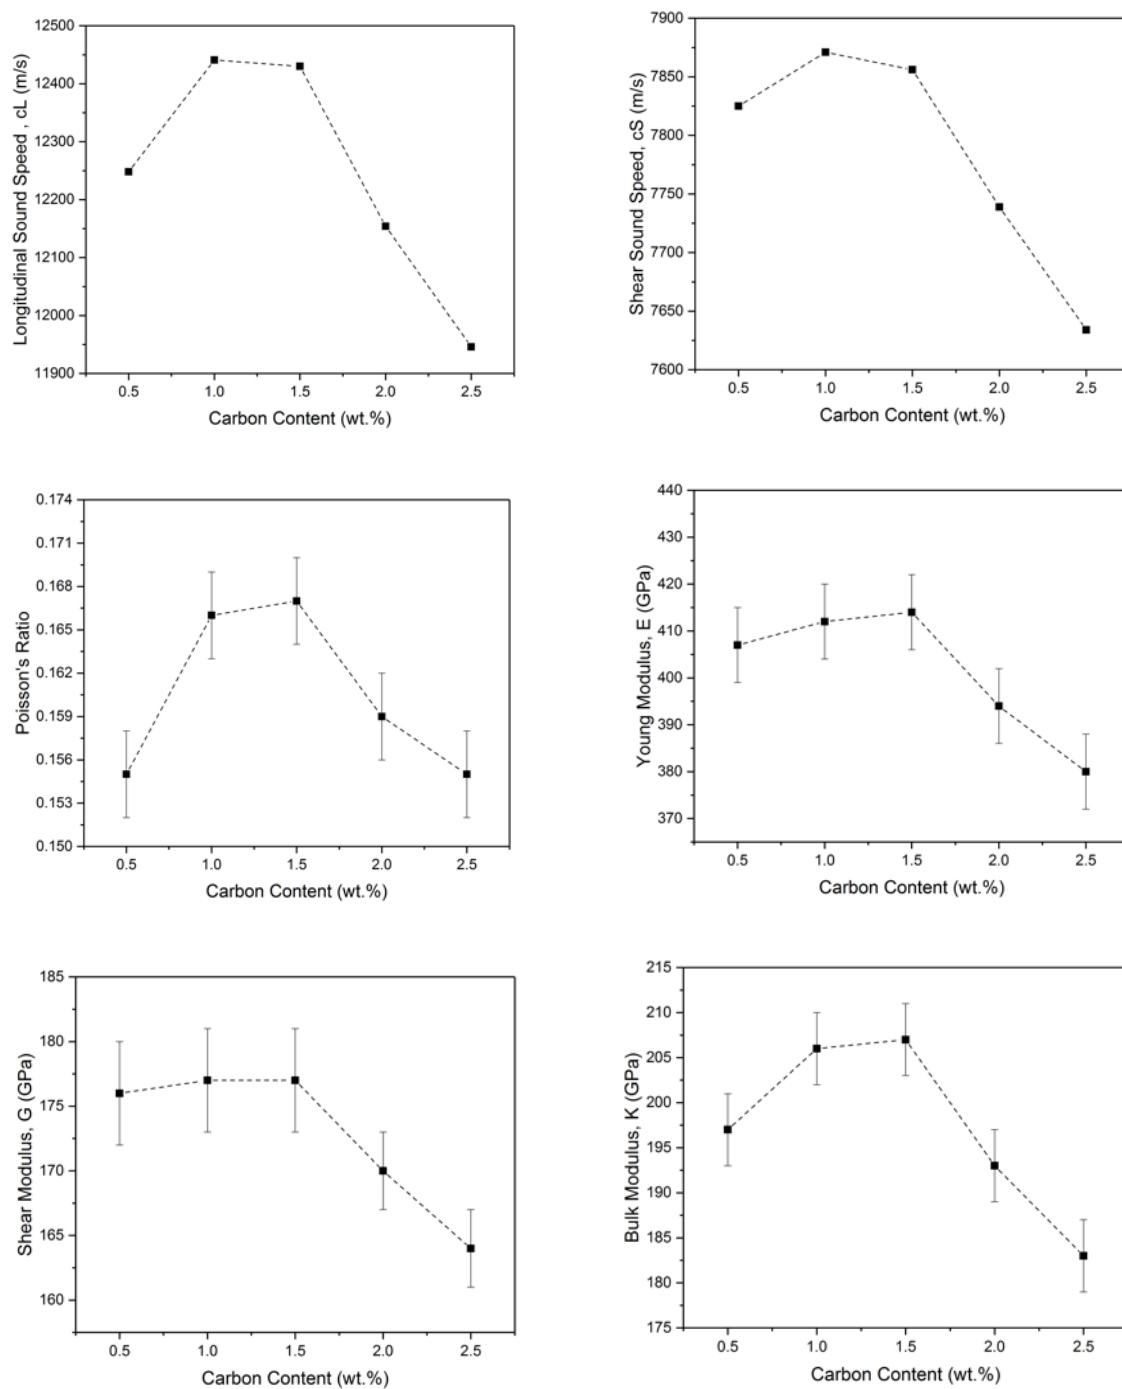 Longitudinal Sound Speed , cL (m/s)
12500
12400
12300
12200
12100
12000
11900
0.5 1.0 1.5 2.0 2.5
Carbon Content (wt.%)
Shear Sound Speed, cS (m/s)
7900
7850
7800
7750
7700
7650
7600
0.5 1.0 1.5 2.0 2.5
Carbon Content (wt.%)
Poisson's Ratio
0.174
0.171
0.168
0.165
0.162
0.159
0.156
0.153
0.150
0.5 1.0 1.5 2.0 2.5
Carbon Content (wt.%)
Young Modulus, E (GPa)
440
430
420
410
400
390
380
370
0.5 1.0 1.5 2.0 2.5
Carbon Content (wt.%)
Shear Modulus, G (GPa)
185
180
175
170
165
160
0.5 1.0 1.5 2.0 2.5
Carbon Content (wt.%)
Bulk Modulus, K (GPa)
215
210
205
200
195
190
185
180
175
0.5 1.0 1.5 2.0 2.5
Carbon Content (wt.%)